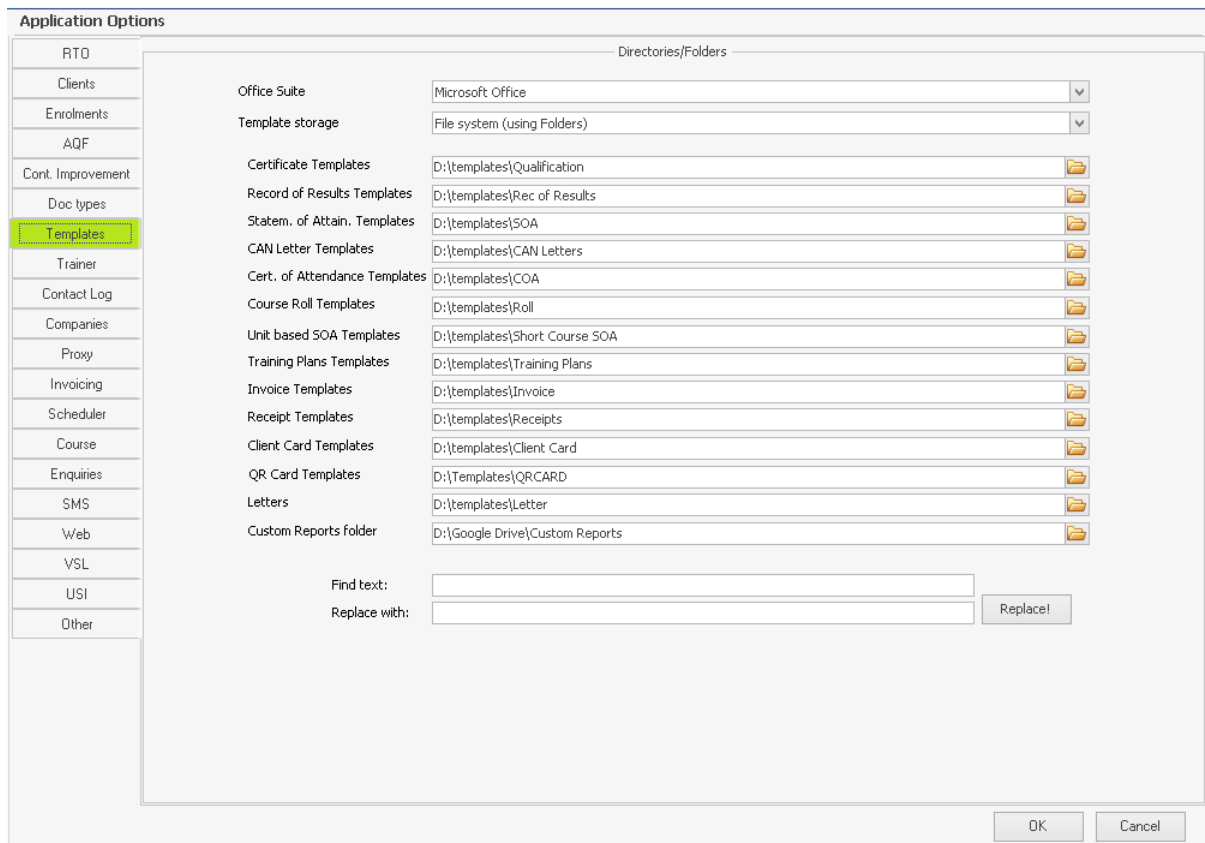 Application Options
RTO
Clients
Enrolments
AQF
Cont. Improvement
Doc types
Templates
Trainer
Contact Log
Companies
Proxy
Invoicing
Scheduler
Course
Enquiries
SMS
Web
VSL
USI
Other
Directories/Folders
Office Suite Microsoft Office
Template storage File system (using Folders)
Certificate Templates D:\templates\Qualification
Record of Results Templates D:\templates\Rec of Results
Statem. of Attain. Templates D:\templates\SOA
CAN Letter Templates D:\templates\CAN Letters
Cert. of Attendance Templates D:\templates\COA
Course Roll Templates D:\templates\Roll
Unit based SOA Templates D:\templates\Short Course SOA
Training Plans Templates D:\templates\Training Plans
Invoice Templates D:\templates\Invoice
Receipt Templates D:\templates\Receipts
Client Card Templates D:\templates\Client Card
QR Card Templates D:\Templates\QRCARD
Letters D:\templates\Letter
Custom Reports folder D:\Google Drive\Custom Reports
Find text:
Replace with:
Replace!
OK Cancel